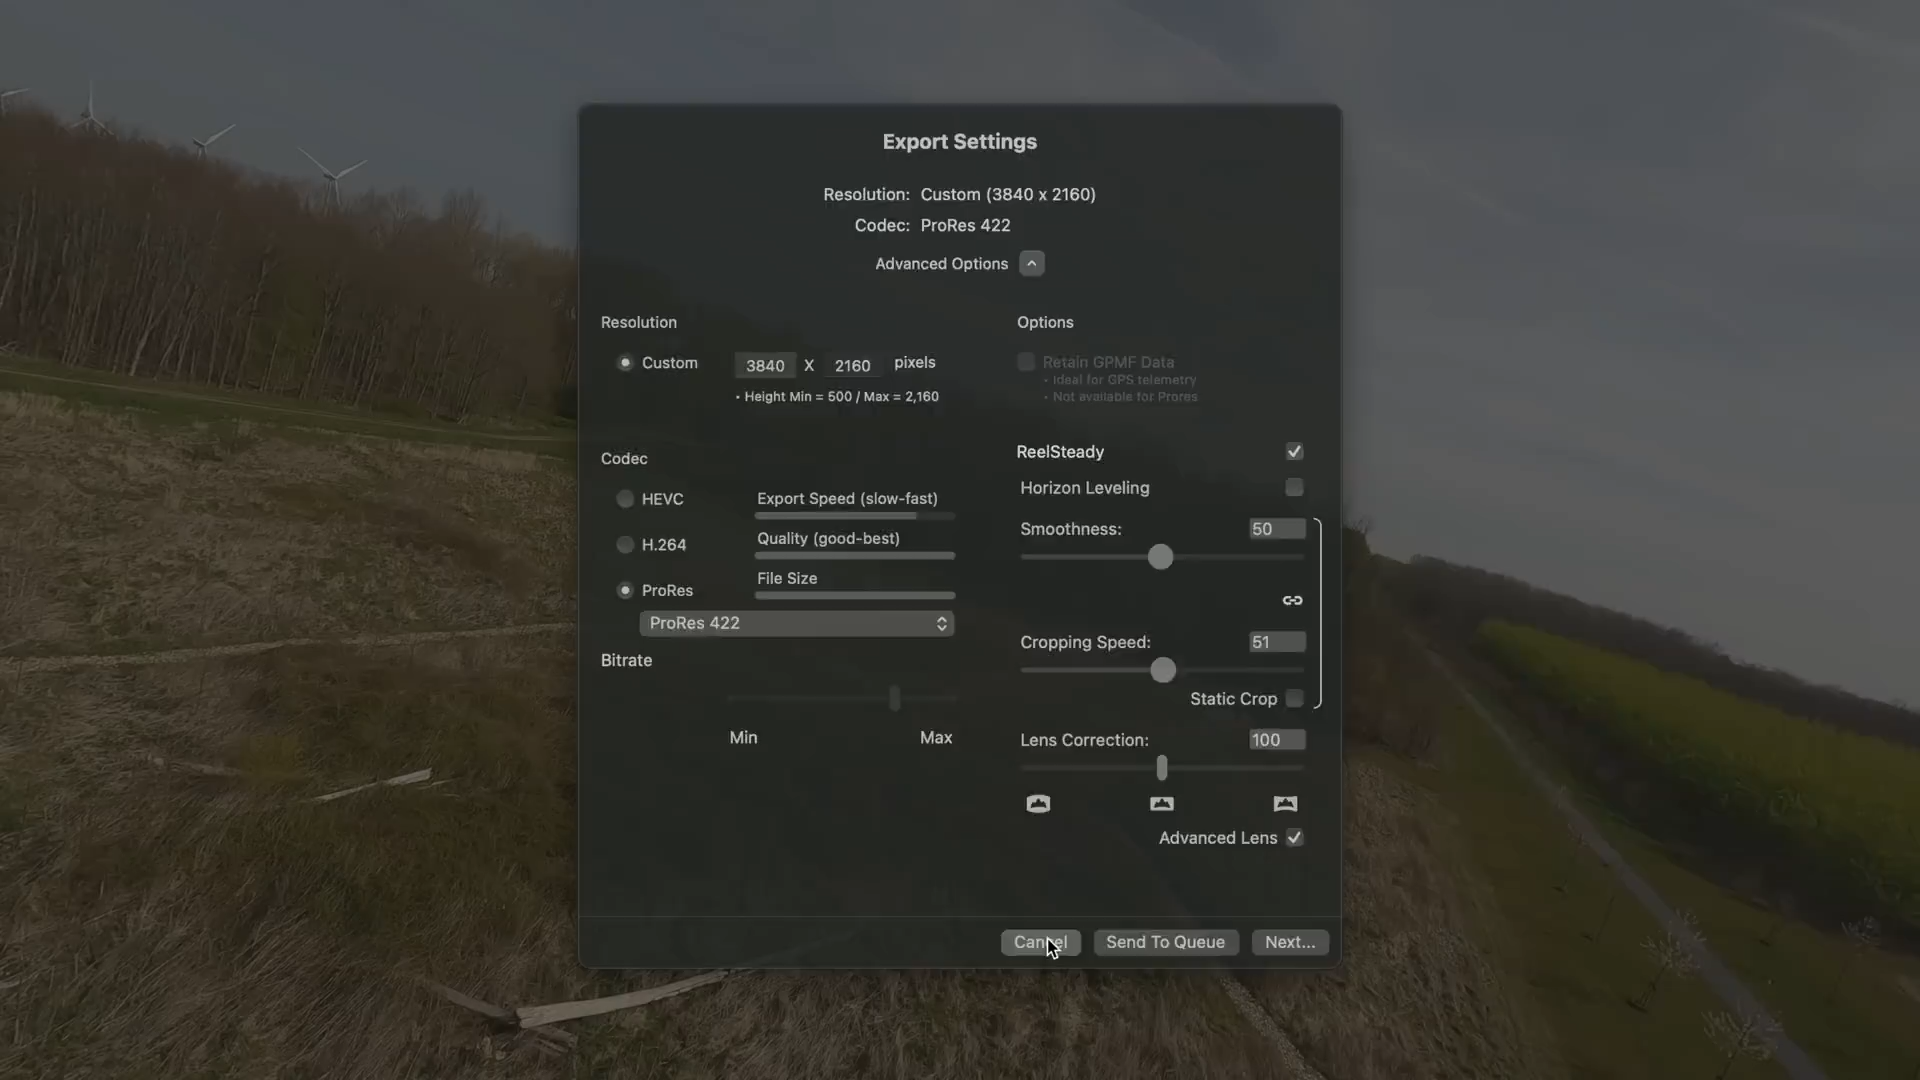 Export Settings
Resolution: Custom (3840 x 2160)
Codec: ProRes 422
Advanced Options
Resolution
Custom 3840 X 2160 pixels
• Height Min = 500 / Max = 2,160
Codec
HEVC
H.264
ProRes
Export Speed (slow-fast)
Quality (good-best)
File Size
ProRes 422
Bitrate
Min Max
Options
Retain GPMF Data
• Ideal for GPS telemetry
• Not available for Prores
ReelSteady
Horizon Leveling
Smoothness: 50
Cropping Speed: 51
Static Crop
Lens Correction: 100
Advanced Lens
Cancel Send To Queue Next...